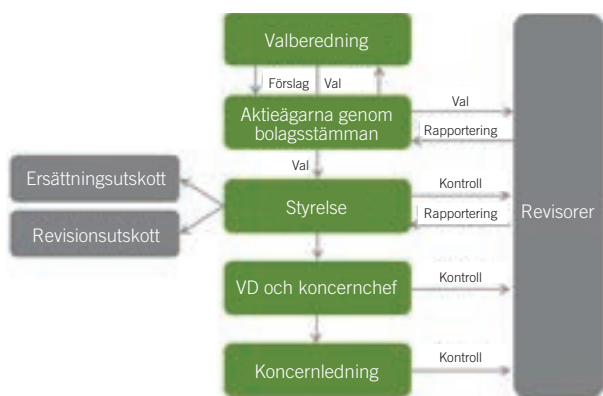 Valberedning
Förslag
Val
Aktieägarna genom
bolagsstämman
Val
Rapportering
Val
Ersättningsutskott
Revisionsutskott
Styrelse
Kontroll
Rapportering
Revisorer
VD och koncernchef
Kontroll
Koncernledning
Kontroll